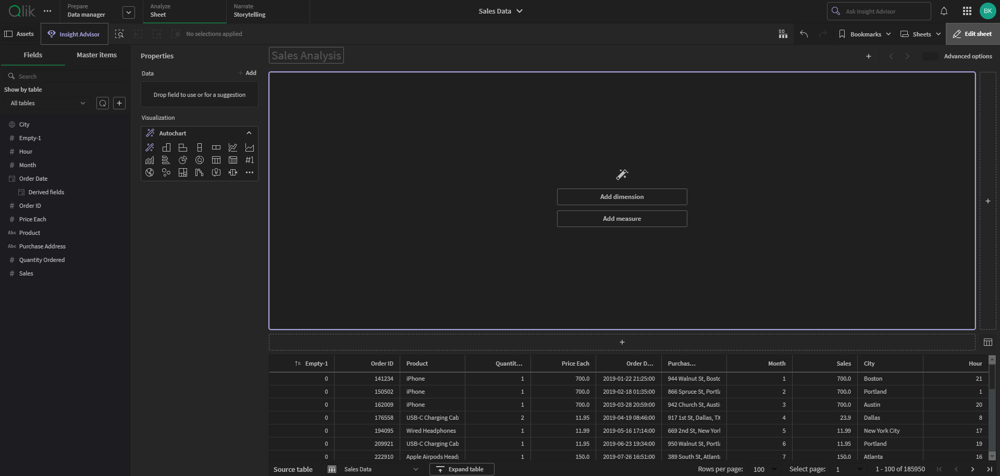 Qlik
Prepare
Data manager
Analyze
Sheet
Narrate
Storytelling
Sales Data
Ask Insight Advisor
BK
Assets
Insight Advisor
No selections applied
Bookmarks
Sheets
Edit sheet
Fields
Master items
Properties
Sales Analysis
Advanced options
Search
Data
Add
Show by table
Drop field to use or for a suggestion
All tables
Visualization
Autochart
#1
City
# Empty-1
# Hour
# Month
Order Date
Derived fields
# Order ID
# Price Each
Abc Product
Abc Purchase Address
# Quantity Ordered
# Sales
Add dimension
Add measure
Empty-1 Order ID Product Quantit... Price Each Order D... Purchas... Month Sales City Hour
0 141234 iPhone 1 700.0 2019-01-22 21:25:00 944 Walnut St, Bostc 1 700.0 Boston 21
0 150502 iPhone 1 700.0 2019-02-18 01:35:00 866 Spruce St, Portla 2 700.0 Portland 1
0 162009 iPhone 1 700.0 2019-03-28 20:59:00 942 Church St, Austi 3 700.0 Austin 20
0 176558 USB-C Charging Cab 2 11.95 2019-04-19 08:46:00 917 1st St, Dallas, TX 4 23.9 Dallas 8
0 194095 Wired Headphones 1 11.99 2019-05-16 17:14:00 669 2nd St, New Yorl 5 11.99 New York City 17
0 209921 USB-C Charging Cab 1 11.95 2019-06-23 19:34:00 950 Walnut St, Portla 6 11.95 Portland 19
0 222910 Apple Airpods Head 1 150.0 2019-07-26 16:51:00 389 South St, Atlant 7 150.0 Atlanta 16
Source table
Sales Data
Expand table
Rows per page: 100
Select page: 1
1 - 100 of 185950